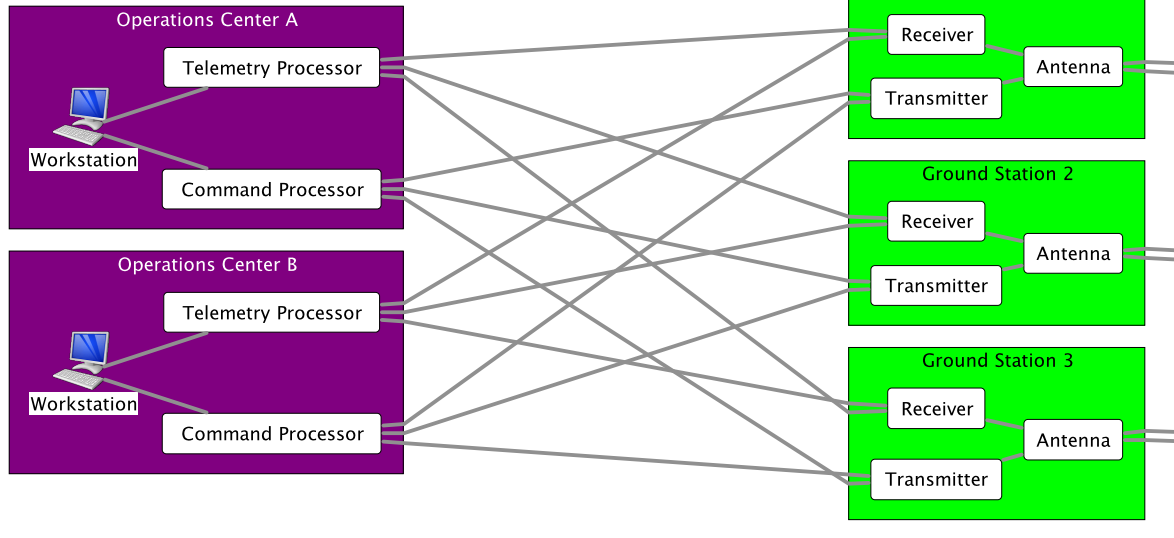 Operations Center A
Telemetry Processor
Workstation
Command Processor
Operations Center B
Telemetry Processor
Workstation
Command Processor
Receiver
Antenna
Transmitter
Ground Station 2
Receiver
Antenna
Transmitter
Ground Station 3
Receiver
Antenna
Transmitter